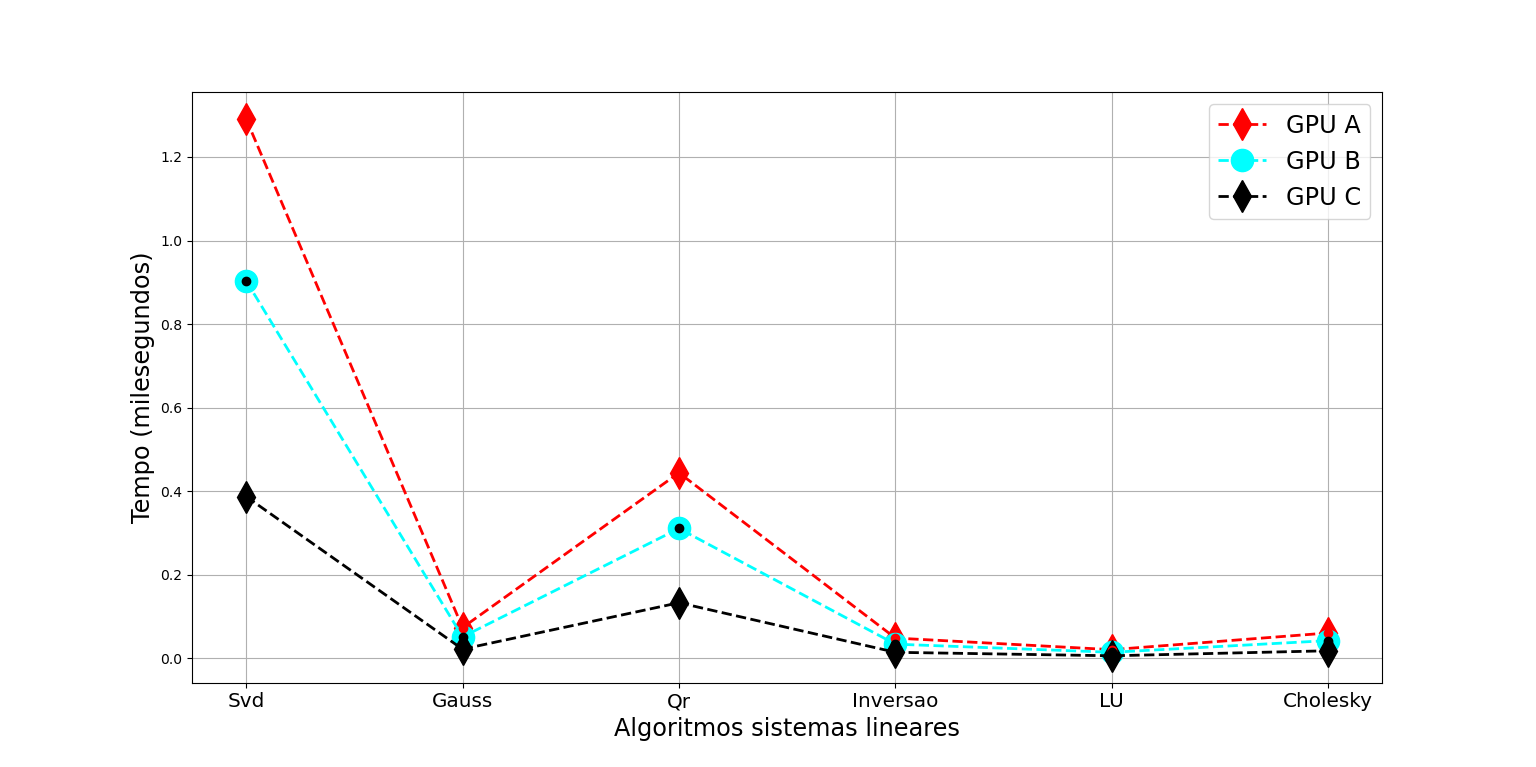 GPU A
GPU B
GPU C
Tempo (milesegundos)
1.2
1.0
0.8
0.6
0.4
0.2
0.0
Svd Gauss Qr Inversao LU Cholesky
Algoritmos sistemas lineares